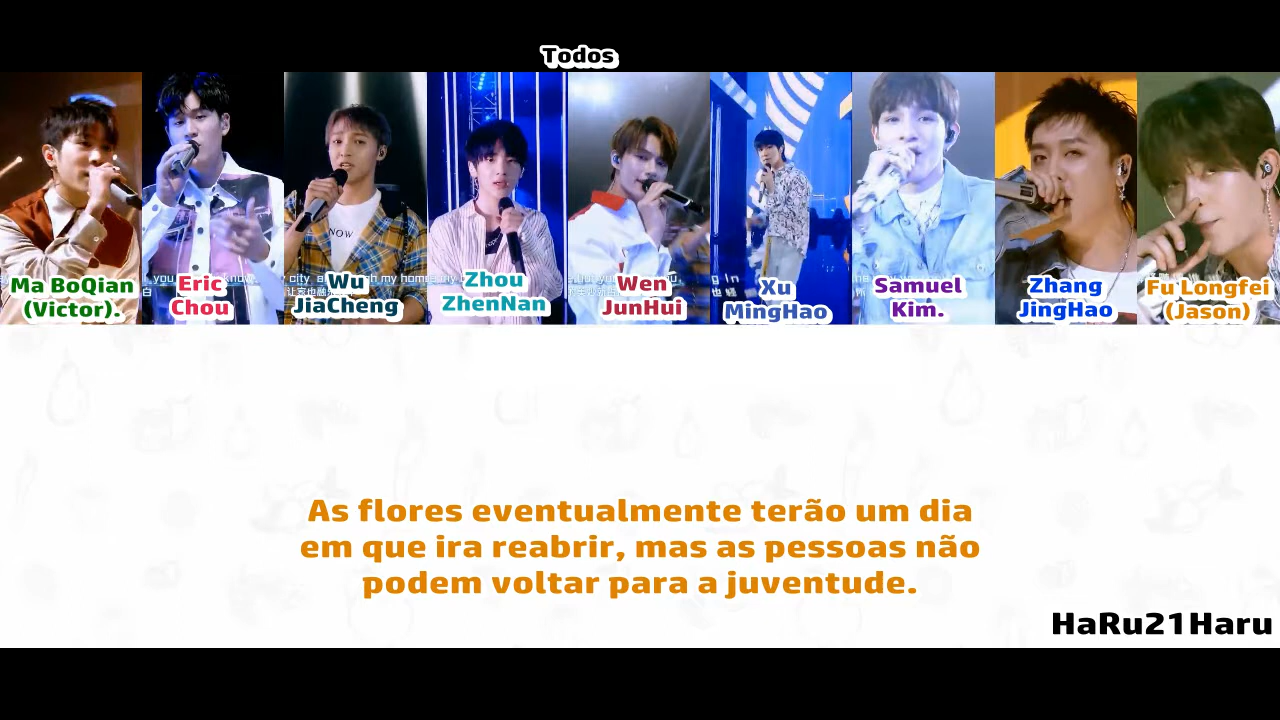 Todos
Ma BoQian
(Victor).
Eric
Chou
Wu
JiaCheng
Zhou
ZhenNan
Wen
JunHui
Xu
MingHao
Samuel
Kim.
Zhang
JingHao
Fu Longfei
(Jason)
As flores eventualmente terão um dia
em que ira reabrir, mas as pessoas não
podem voltar para a juventude.
HaRu21Haru